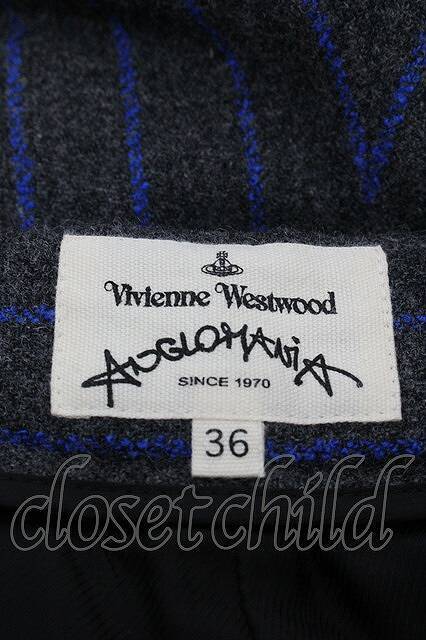 Vivienne Westwood
ANGLOMANIA
SINCE 1970
36
closetchild